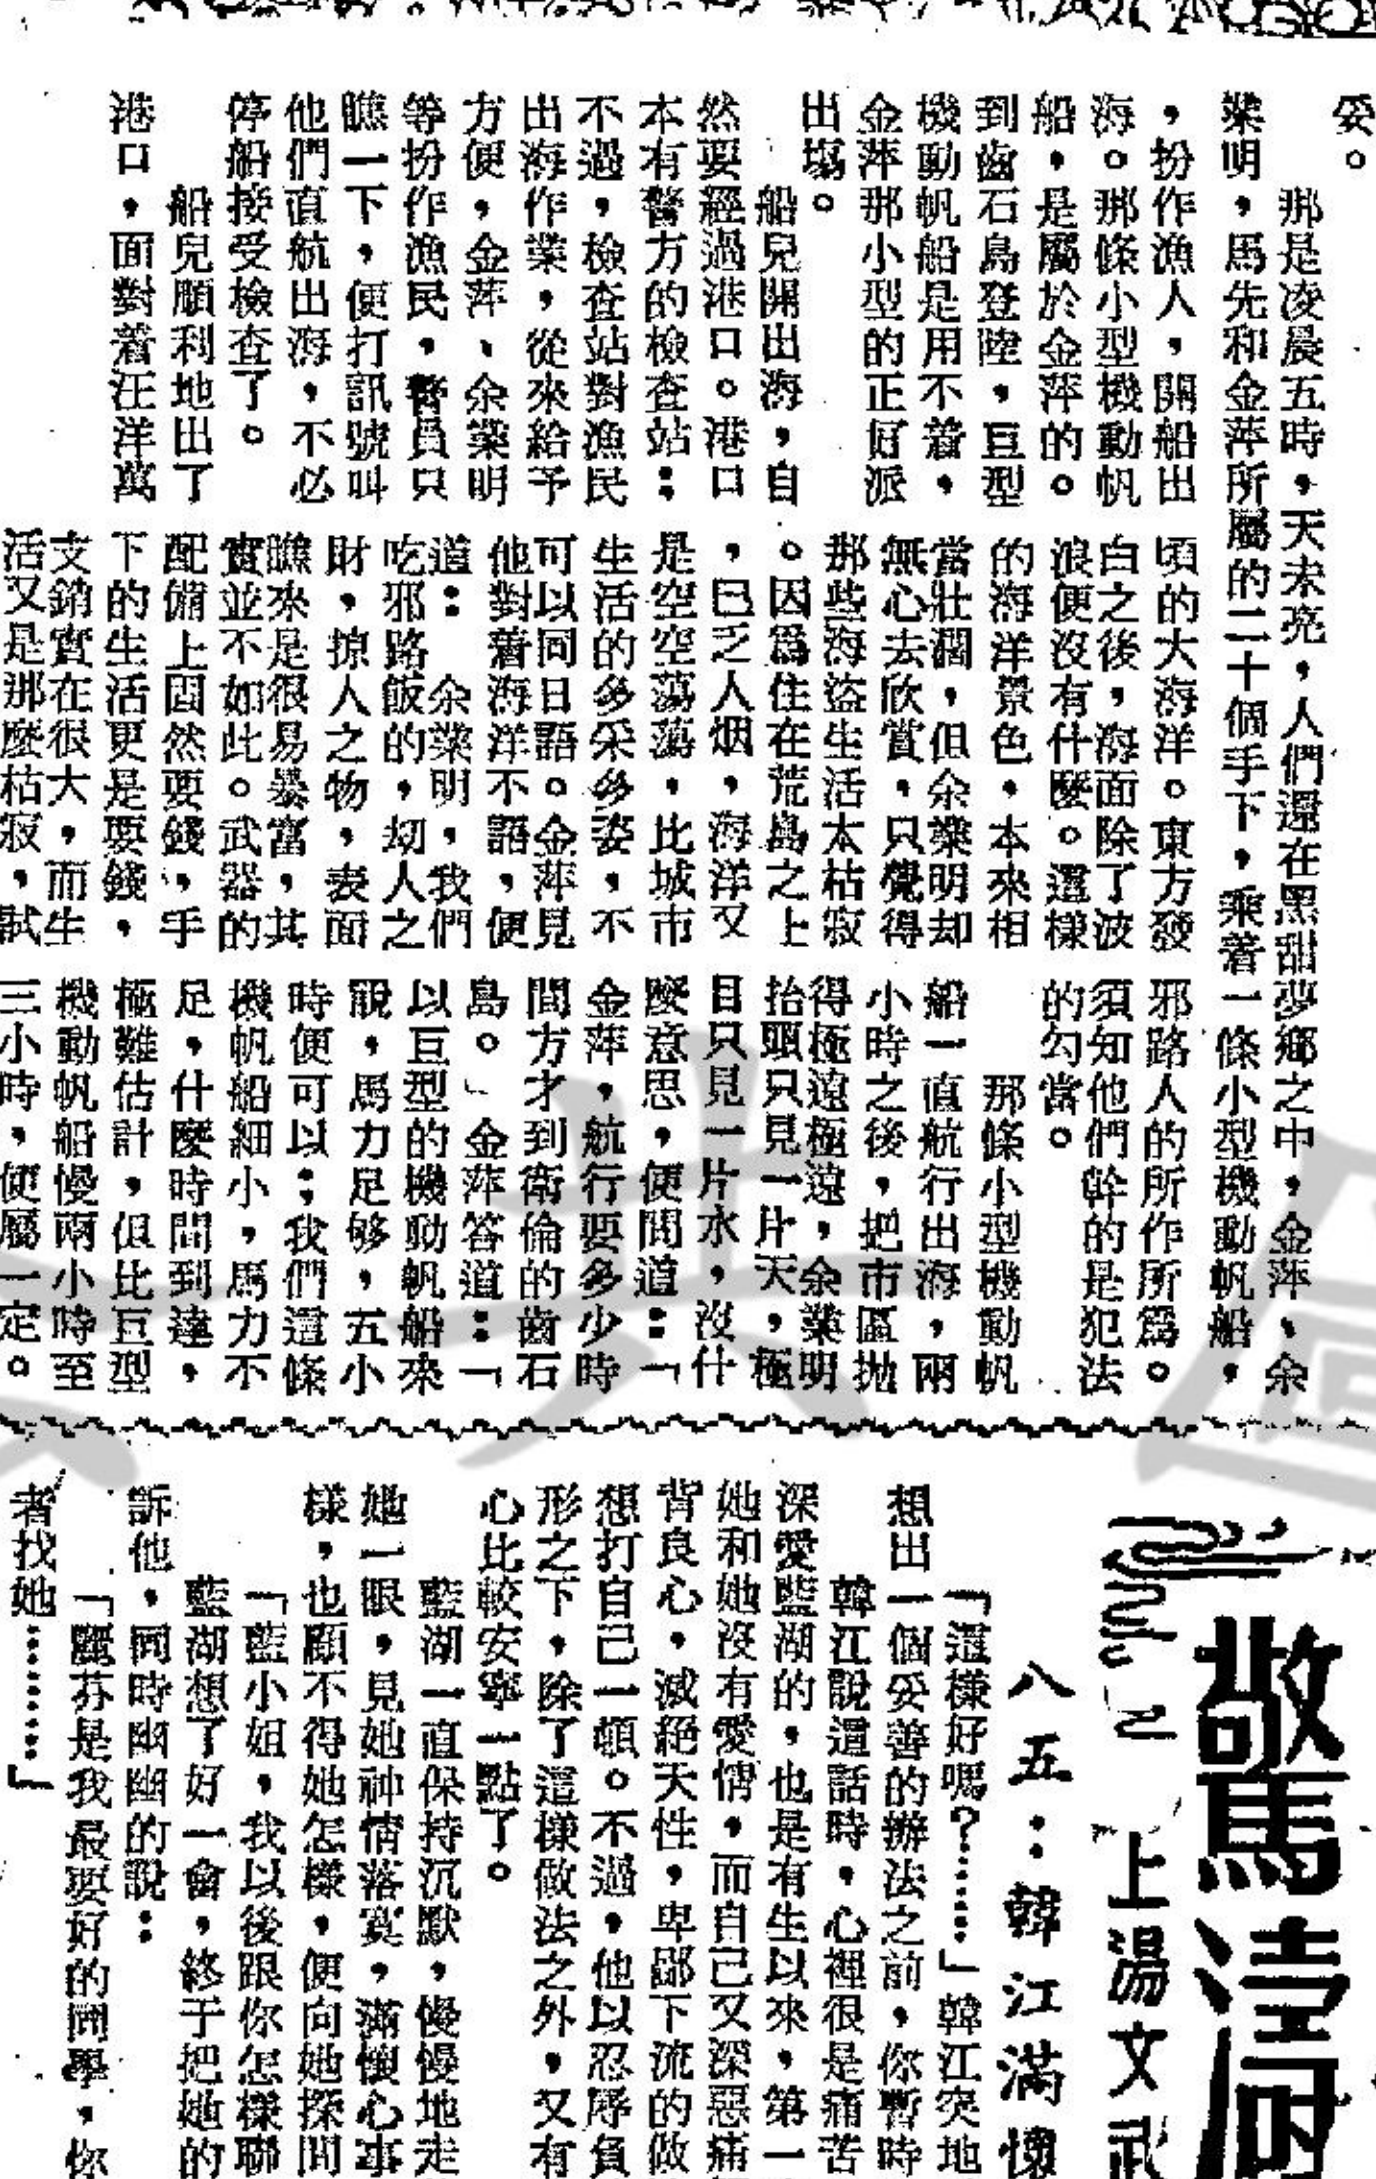 妥。
那是凌晨五時，天未亮，人們還在黑甜夢鄉之中，金萍、余
業明，馬先和金萍所屬的二十個手下，乘着一條小型機動帆船，
，扮作漁人，開船出
海。那條小型機動帆
船，是屬於金萍的。
到齒石島登陸，巨型
機動帆船是用不着，
金萍那小型的正好派
出塲。
船兒開出海，自
然要經過港口。港口
本有警方的檢查站：
不過，檢查站對漁民
出海作業，從來給予
方便，金萍、余業明
等扮作漁民，警員只
瞧一下，便打訊號叫
他們直航出海，不必
停船接受檢查了。
船兒順利地出了
港口，面對着汪洋萬
頃的大海洋。東方發
白之後，海面除了波
浪便沒有什麼。這樣
的海洋景色，本來相
當壯濶，但余業明却
無心去欣賞，只覺得
那些海盜生活太枯寂
。因爲住在荒島之上
，已乏人烟，海洋又
是空空蕩蕩，比城市
生活的多采多姿，不
可以同日語。金萍見
他對着海洋不語，便
道：　余業明，我們
吃邪路飯的，刧人之
財，掠人之物，表面
瞧來是很易暴富，其
實並不如此。武器的
配備上固然要錢，手
下的生活更是要錢，
支銷實在很大，而生
活又是那麼枯寂，試
邪路人的所作所爲。
須知他們幹的是犯法
的勾當。
那條小型機動帆
船一直航行出海，兩
小時之後，把市區拋
得極遠極遠，余業明
抬頭只見一片天，極
目只見一片水，沒什
麼意思，便問道：「
金萍，航行要多少時
間方才到衛倫的齒石
島。」金萍答道：「
以巨型的機動帆船來
說，馬力足够，五小
時便可以；我們這條
機帆船細小，馬力不
足，什麼時間到達，
極難估計，但比巨型
機動帆船慢兩小時至
三小時，便屬一定。
上湯文武
八五：韓江滿懷
「這樣好嗎？……」韓江突地
想出一個妥善的辦法之前，你暫時
韓江說這話時，心裡很是痛苦
深愛藍湖的，也是有生以來，第一
她和她沒有愛情，而自己又深惡痛
背良心，滅絕天性，卑鄙下流的做
想打自己一頓。不過，他以忍辱負
形之下，除了這樣做法之外，又有
心比較安寧一點了。
藍湖一直保持沉默，慢慢地走
她一眼，見她神情落寞，滿懷心事
樣，也顧不得她怎樣，便向她探問
「藍小姐，我以後跟你怎樣聯
藍湖想了好一會，終于把她的
訴他，同時幽幽的說：
「麗芬是我最要好的同學，你
者找她………」